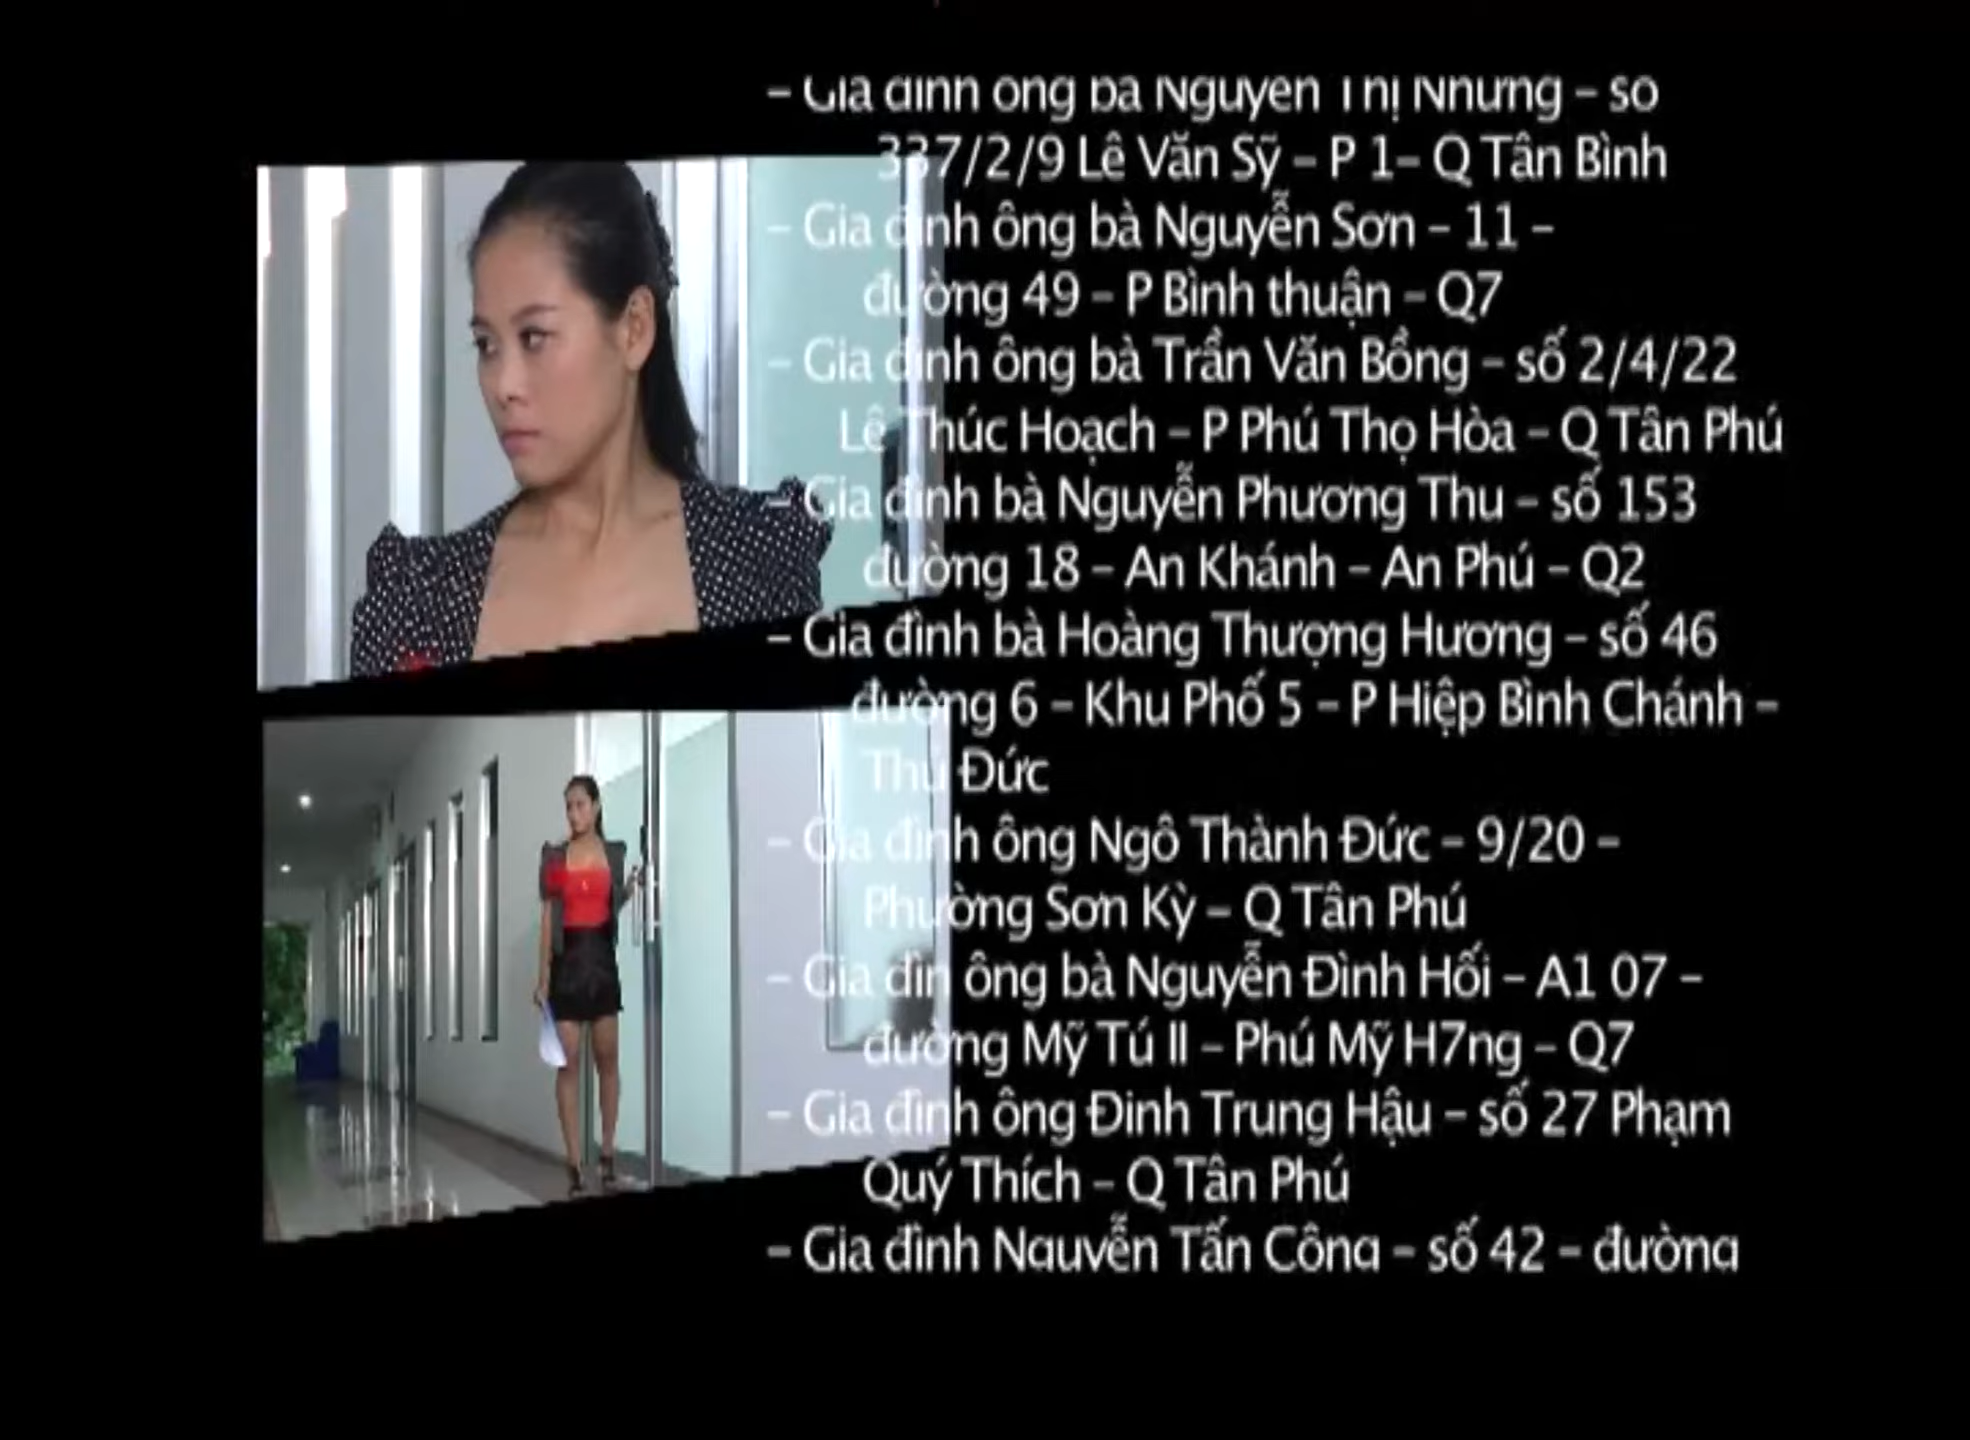 – Gia đình ông bà Nguyễn Thị Nhưng – số
337/2/9 Lê Văn Sỹ – P 1– Q Tân Bình
– Gia đình ông bà Nguyễn Sơn – 11 –
đường 49 – P Bình thuận – Q7
– Gia đình ông bà Trần Văn Bồng – số 2/4/22
Lê Thúc Hoạch – P Phú Thọ Hòa – Q Tân Phú
– Gia đình bà Nguyễn Phương Thu – số 153
đường 18 – An Khánh – An Phú – Q2
– Gia đình bà Hoàng Thượng Hương – số 46
đường 6 – Khu Phố 5 – P Hiệp Bình Chánh –
Thủ Đức
– Gia đình ông Ngô Thành Đức – 9/20 –
Phường Sơn Kỳ – Q Tân Phú
– Gia đìn ông bà Nguyễn Đình Hối – A1 07 –
đường Mỹ Tú II – Phú Mỹ H7ng – Q7
– Gia đình ông Đinh Trung Hậu – số 27 Phạm
Quý Thích – Q Tân Phú
– Gia đình Nguyễn Tấn Công – số 42 – đường